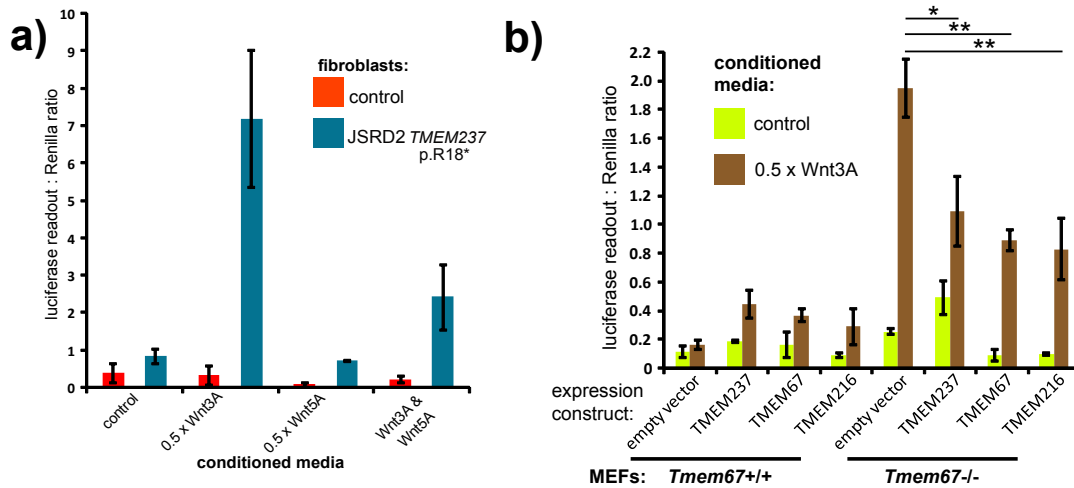 a)
10
9
8
7
6
5
4
3
2
1
0
luciferase readout : Renilla ratio
fibroblasts:
control
JSRD2 TMEM237
p.R18*
control
0.5 x Wnt3A
0.5 x Wnt5A
Wnt3A &
Wnt5A
conditioned media
b)
*
**
**
2.2
2.0
1.8
1.6
1.4
1.2
1.0
0.8
0.6
0.4
0.2
0
luciferase readout : Renilla ratio
conditioned
media:
control
0.5 x Wnt3A
expression
construct:
empty vector
TMEM237
TMEM67
TMEM216
empty vector
TMEM237
TMEM67
TMEM216
MEFs: Tmem67+/+ Tmem67-/-